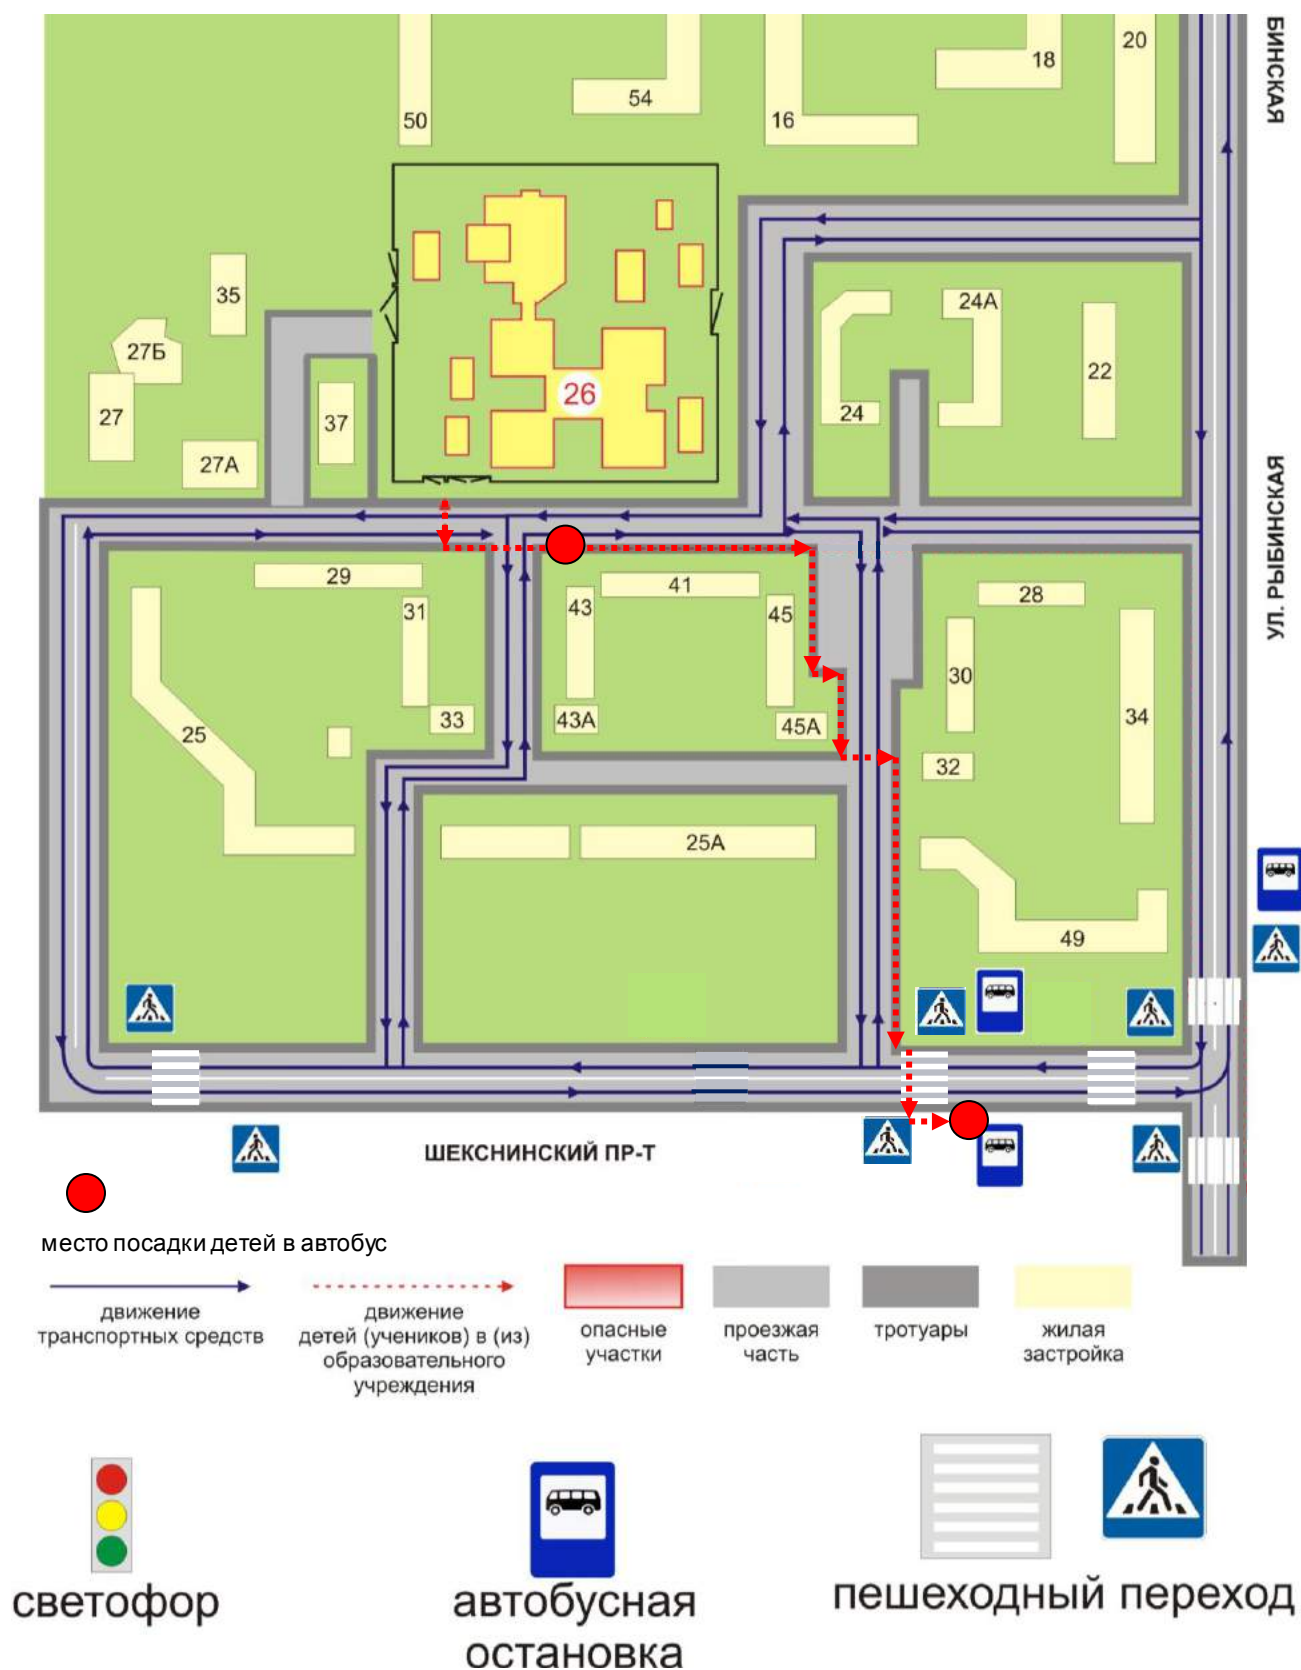 20
БИНСКАЯ
18
54
16
50
35
24А
27Б
22
26
27
37
24
27А
УЛ. РЫБИНСКАЯ
29
41
28
31
43
45
30
33
43А
45А
34
25
32
25А
49
ШЕКСНИНСКИЙ ПР-Т
место посадки детей в автобус
движение
транспортных средств
движение
детей (учеников) в (из)
образовательного
учреждения
опасные
участки
проезжая
часть
тротуары
жилая
застройка
светофор
автобусная
остановка
пешеходный переход